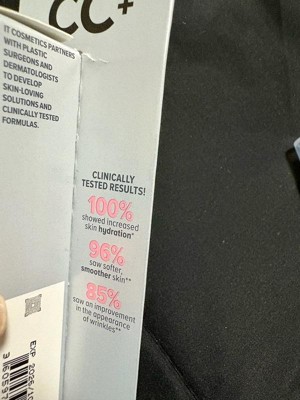 CC+
IT COSMETICS PARTNERS
WITH PLASTIC
SURGEONS AND
DERMATOLOGISTS
TO DEVELOP
SKIN-LOVING
SOLUTIONS AND
CLINICALLY TESTED
FORMULAS.
CLINICALLY
TESTED RESULTS!
100%
showed increased
skin hydration*
96%
saw softer,
smoother skin**
85%
saw an improvement
in the appearance
of wrinkles**
EXP. 2026/10